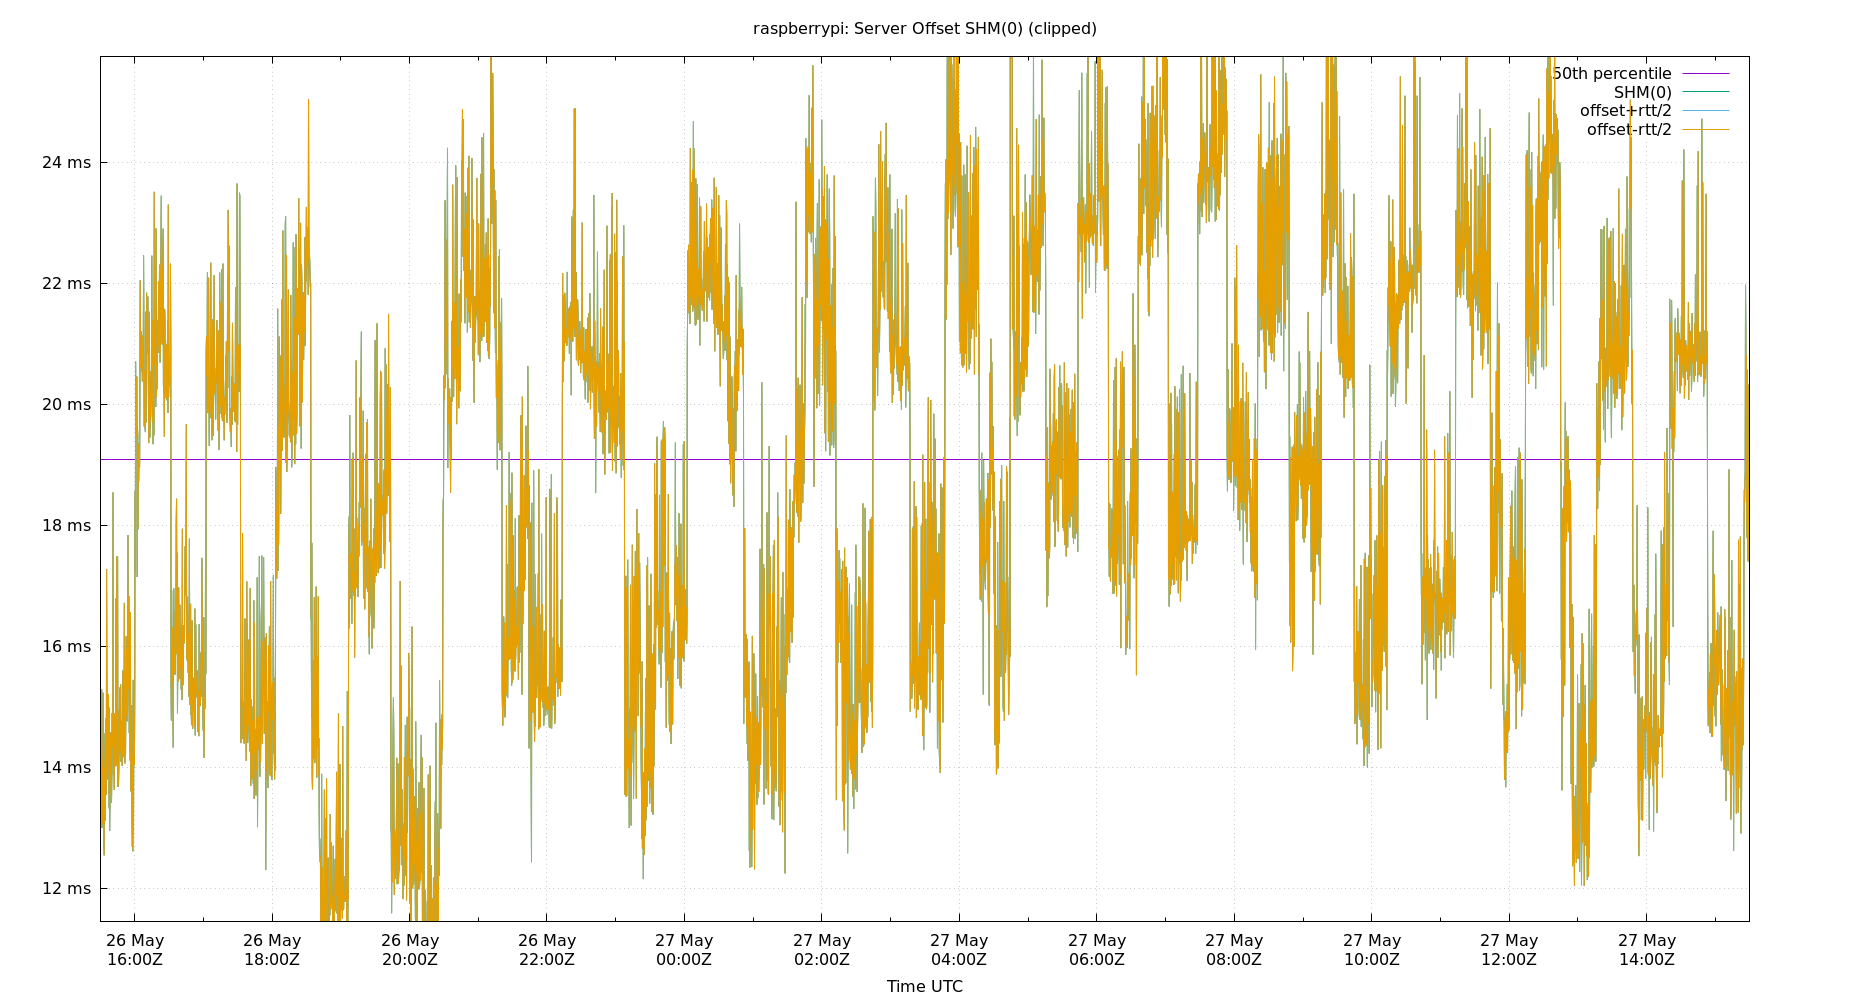 raspberrypi: Server Offset SHM(0) (clipped)
50th percentile
SHM(0)
offset+rtt/2
offset-rtt/2
24 ms
22 ms
20 ms
18 ms
16 ms
14 ms
12 ms
26 May 26 May 26 May 26 May 27 May 27 May 27 May 27 May 27 May 27 May 27 May 27 May
16:00Z 18:00Z 20:00Z 22:00Z 00:00Z 02:00Z 04:00Z 06:00Z 08:00Z 10:00Z 12:00Z 14:00Z
Time UTC